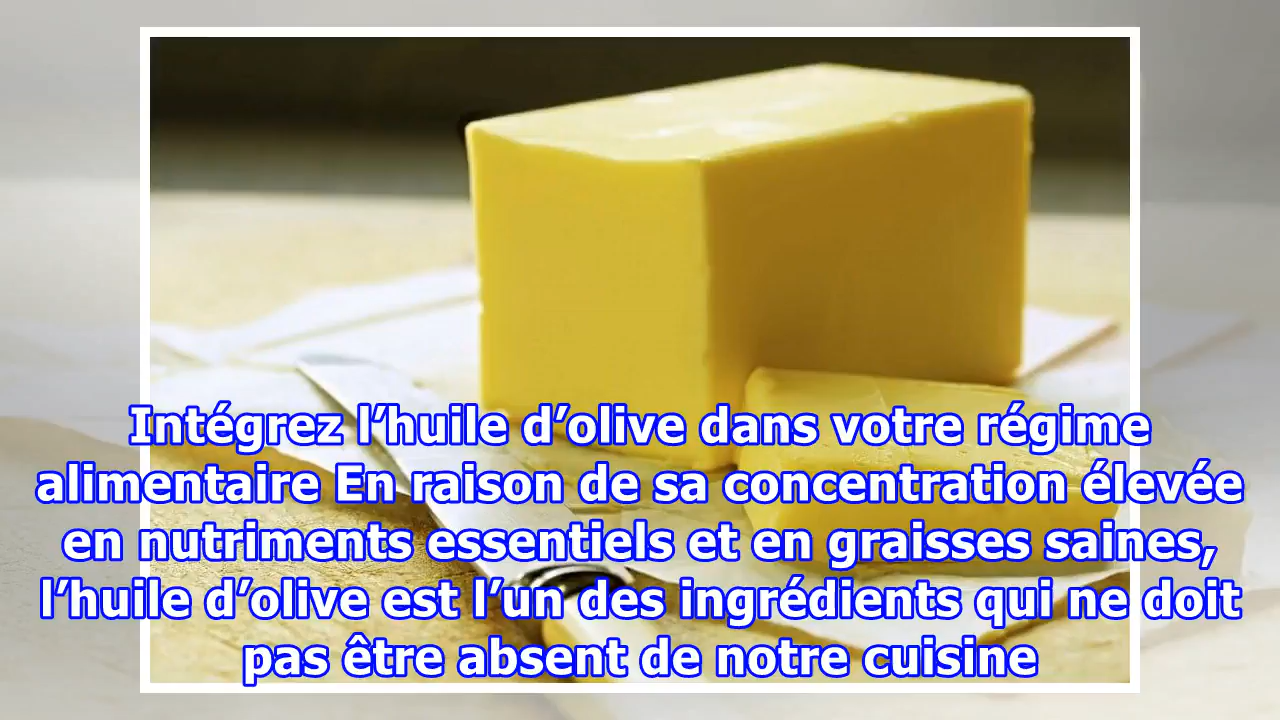 Intégrez l’huile d’olive dans votre régime
alimentaire En raison de sa concentration élevée
en nutriments essentiels et en graisses saines,
l’huile d’olive est l’un des ingrédients qui ne doit
pas être absent de notre cuisine